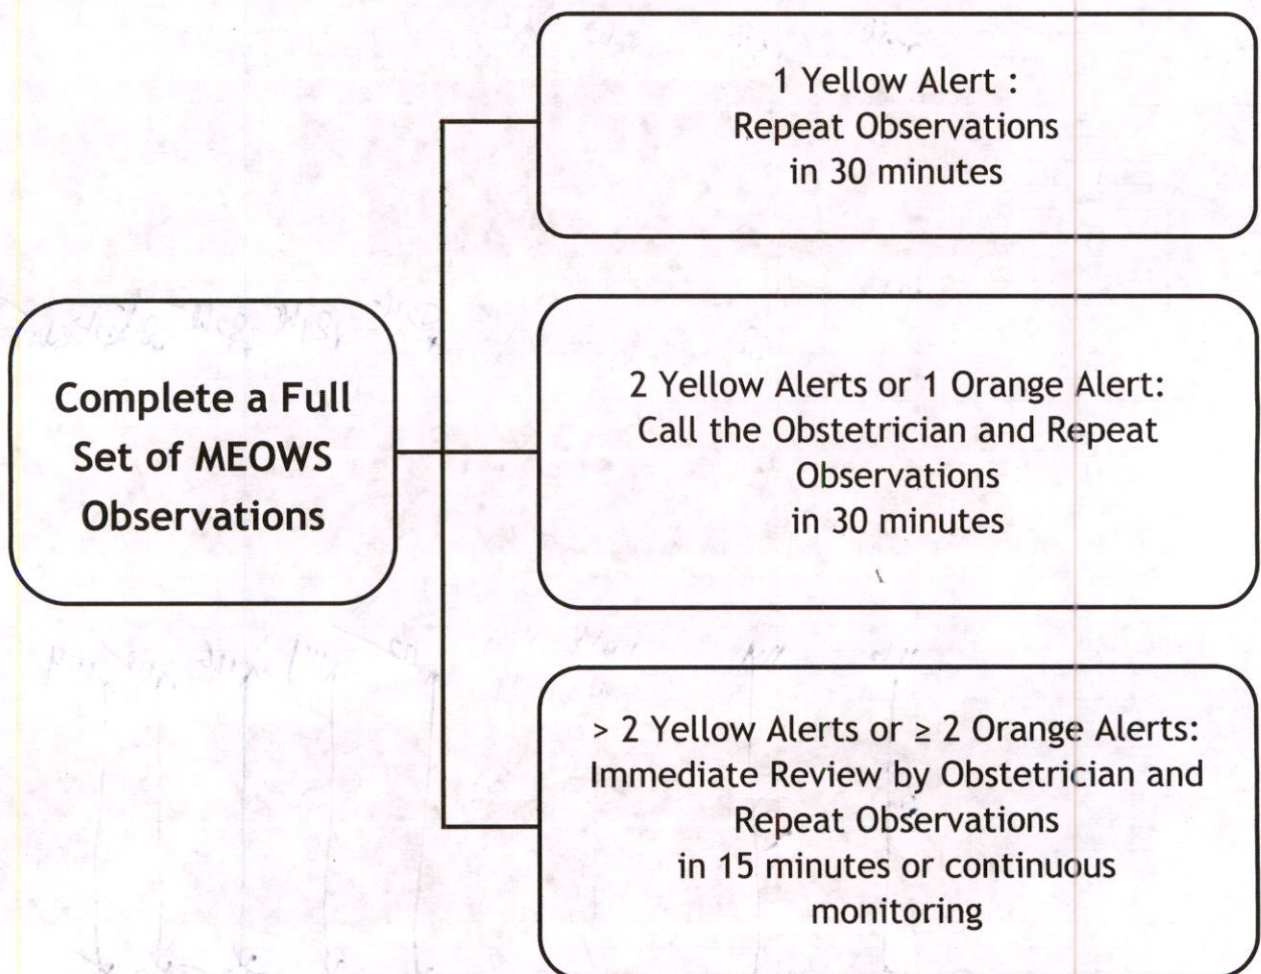 Complete a Full
Set of MEOWS
Observations
1 Yellow Alert :
Repeat Observations
in 30 minutes
2 Yellow Alerts or 1 Orange Alert:
Call the Obstetrician and Repeat
Observations
in 30 minutes
> 2 Yellow Alerts or ≥ 2 Orange Alerts:
Immediate Review by Obstetrician and
Repeat Observations
in 15 minutes or continuous
monitoring